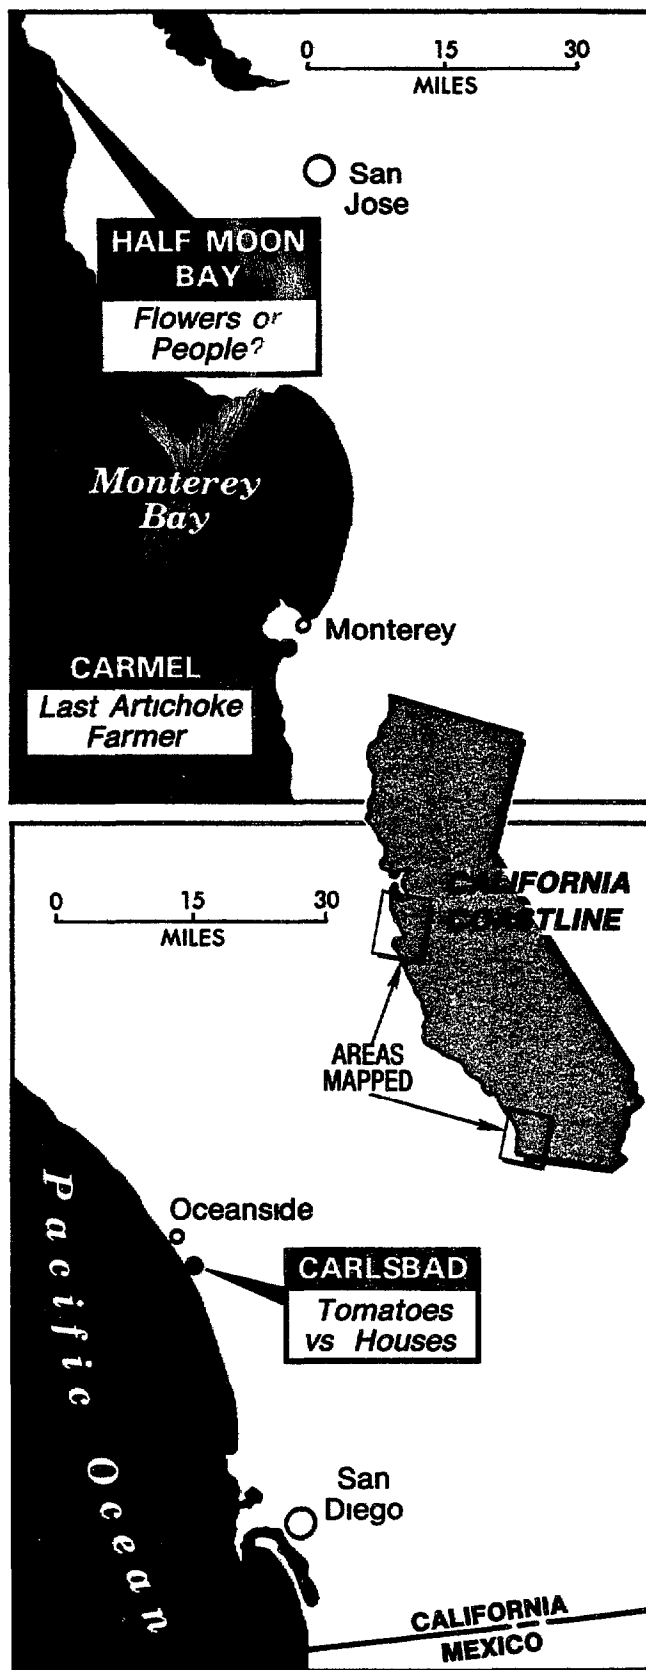 0 15 30
MILES
San
Jose
HALF MOON
BAY
Flowers or
People?
Monterey
Bay
Monterey
CARMEL
Last Artichoke
Farmer
CALIFORNIA
COASTLINE
0 15 30
MILES
AREAS
MAPPED
Pacific Ocean
Oceanside
CARLSBAD
Tomatoes
vs Houses
San
Diego
CALIFORNIA
MEXICO